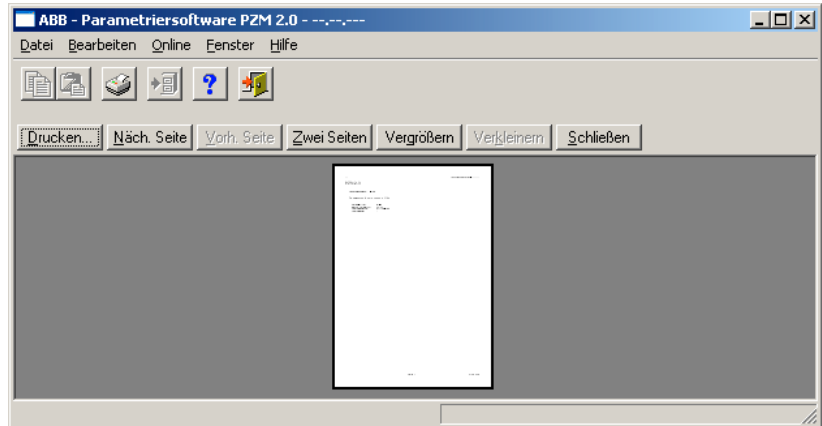 ABB - Parametriersoftware PZM 2.0 - --.--.---
Datei Bearbeiten Online Fenster Hilfe
?
Drucken... Näch. Seite Vorh. Seite Zwei Seiten Vergrößern Verkleinern Schließen